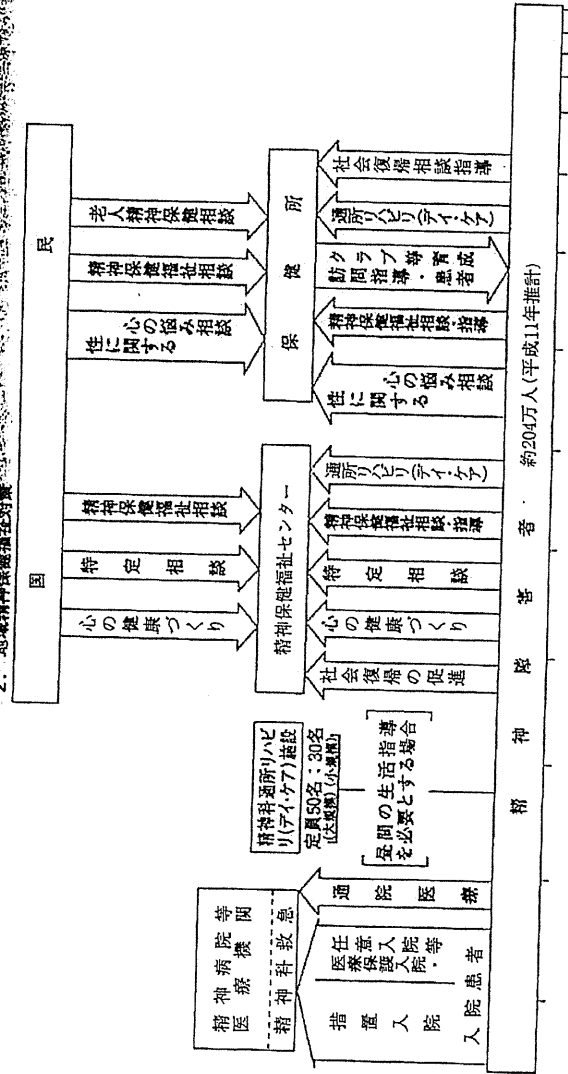 2. 地域精神保健福祉対策
国 民
心の健康づくり
特定相談
精神保健福祉相談
性に関する
心の悩み相談
精神保健福祉相談
老人精神保健相談
精神病院等
医療機関
精神科救急
精神科通所リハビ
リ(デイ・ケア)施設
定員50名:30名
(大規模)(小規模)
昼間の生活指導
を必要とする場合
精神保健福祉センター
保健所
措置入院
医療保護入院・
任意入院等
入院患者
通院医療
社会復帰の促進
心の健康づくり
特定相談
精神保健福祉相談・指導
通所リハビリ(デイ・ケア)
性に関する
心の悩み相談
精神保健福祉相談・指導
訪問指導・患者
クラブ等育成
通所リハビリ(デイ・ケア)
社会復帰相談指導
精神障害者・約204万人(平成11年推計)